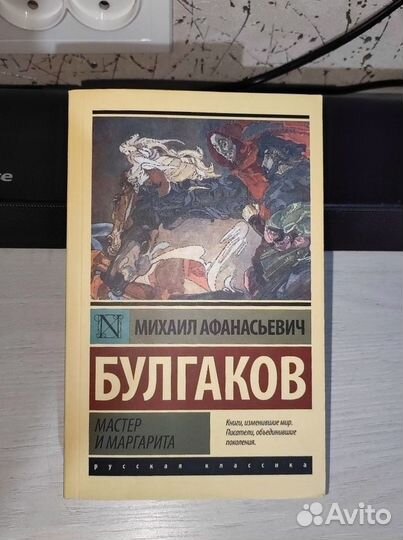 N
МИХАИЛ АФАНАСЬЕВИЧ
БУЛГАКОВ
МАСТЕР
И МАРГАРИТА
Книги, изменившие мир.
Писатели, объединившие
поколения.
русская классика
Avito